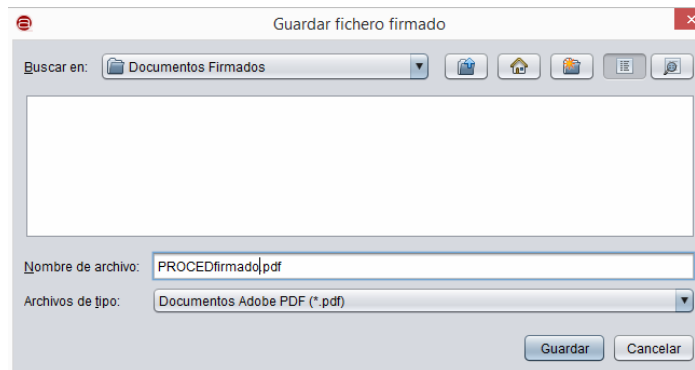 Guardar fichero firmado
Buscar en: Documentos Firmados
Nombre de archivo: PROCEDfirmado.pdf
Archivos de tipo: Documentos Adobe PDF (*.pdf)
Guardar Cancelar